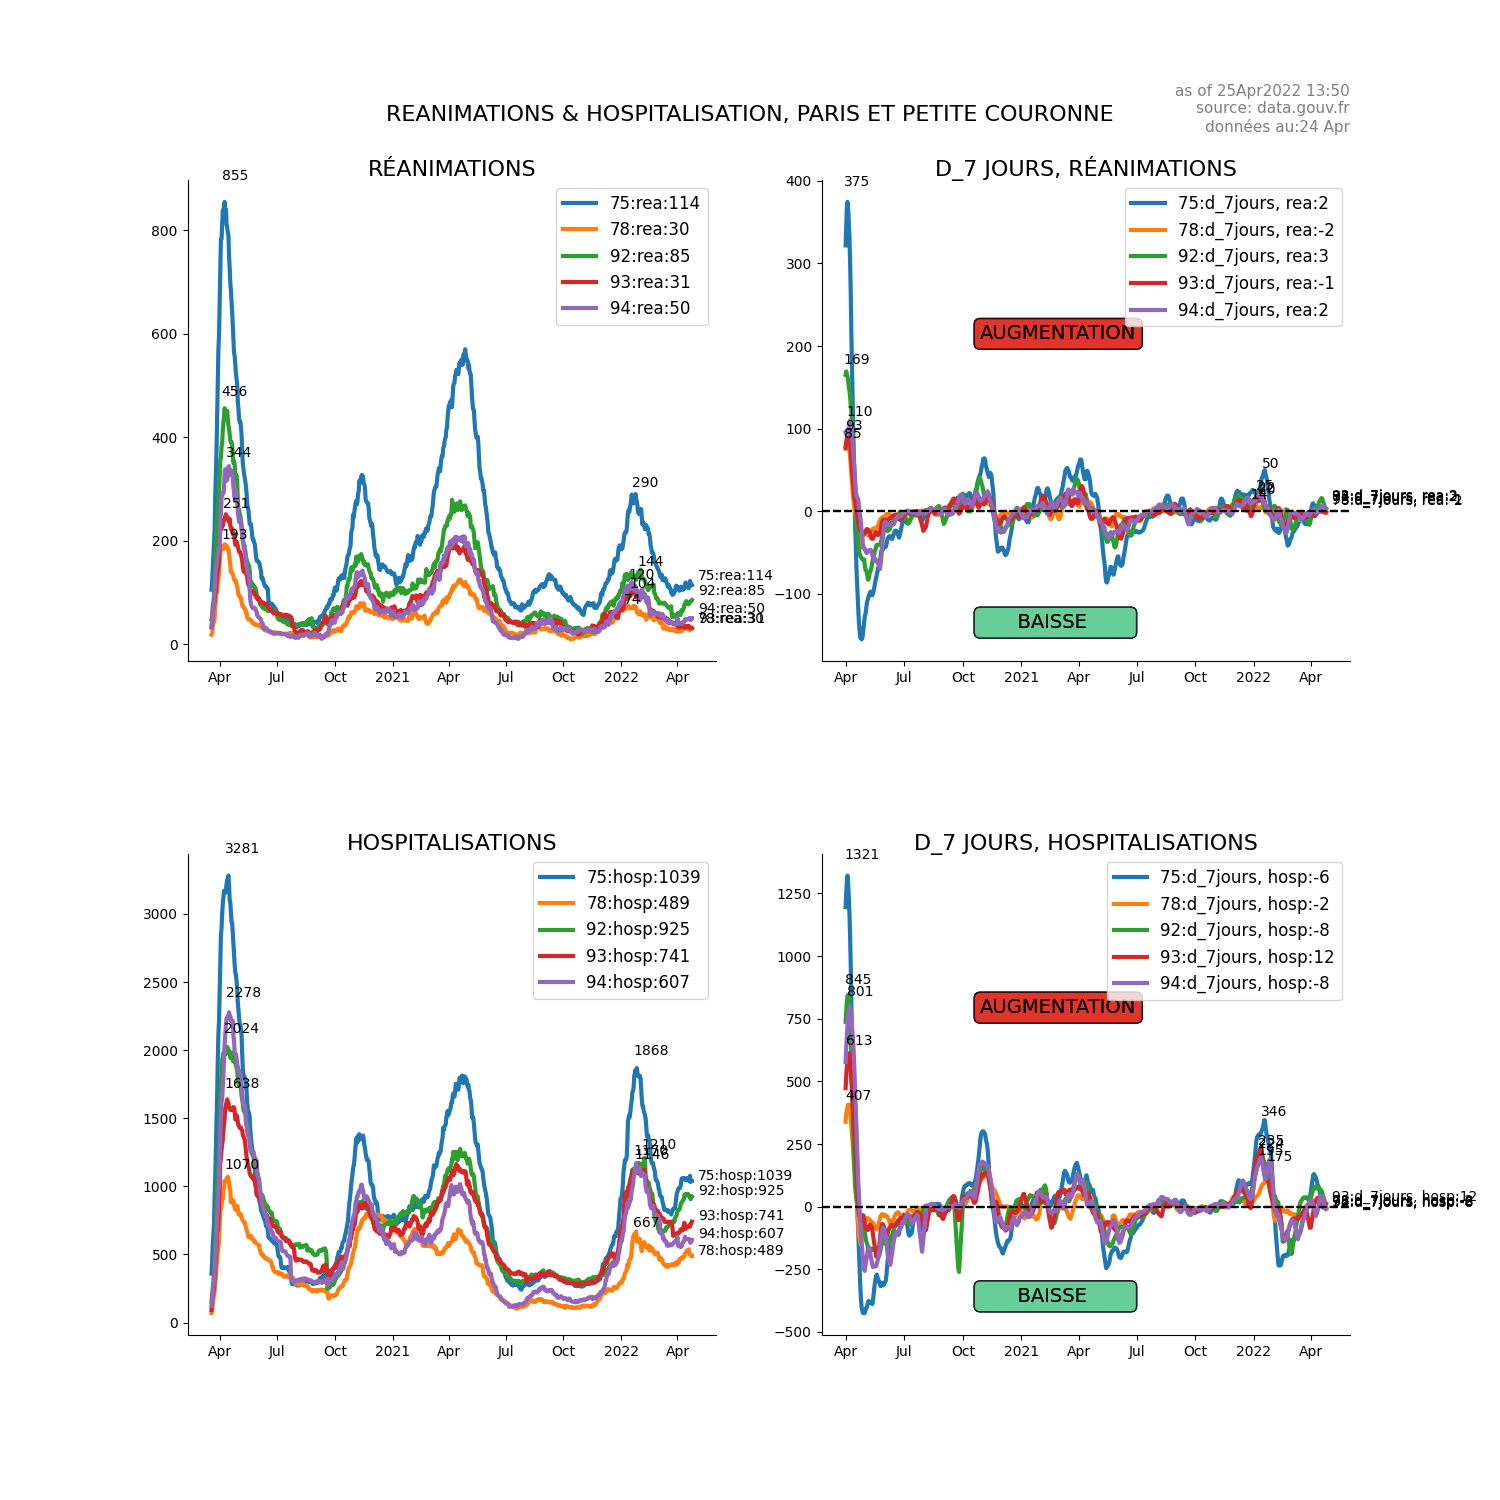 as of 25Apr2022 13:50
source: data.gouv.fr
données au:24 Apr
REANIMATIONS & HOSPITALISATION, PARIS ET PETITE COURONNE
RÉANIMATIONS
855
456
344
251
193
290
144
120
104
74
75:rea:114
78:rea:30
92:rea:85
93:rea:31
94:rea:50
75:rea:114
92:rea:85
94:rea:50
800
600
400
200
0
Apr Jul Oct 2021 Apr Jul Oct 2022 Apr
D_7 JOURS, RÉANIMATIONS
375
169
110
93
85
50
75:d_7jours, rea:2
78:d_7jours, rea:-2
92:d_7jours, rea:3
93:d_7jours, rea:-1
94:d_7jours, rea:2
AUGMENTATION
BAISSE
400
300
200
100
0
−100
Apr Jul Oct 2021 Apr Jul Oct 2022 Apr
HOSPITALISATIONS
3281
2278
2024
1638
1070
1868
1210
1146
667
75:hosp:1039
78:hosp:489
92:hosp:925
93:hosp:741
94:hosp:607
75:hosp:1039
92:hosp:925
93:hosp:741
94:hosp:607
78:hosp:489
3000
2500
2000
1500
1000
500
0
Apr Jul Oct 2021 Apr Jul Oct 2022 Apr
D_7 JOURS, HOSPITALISATIONS
1321
845
801
613
407
346
175
75:d_7jours, hosp:-6
78:d_7jours, hosp:-2
92:d_7jours, hosp:-8
93:d_7jours, hosp:12
94:d_7jours, hosp:-8
AUGMENTATION
BAISSE
93:d_7jours, hosp:12
1250
1000
750
500
250
0
−250
−500
Apr Jul Oct 2021 Apr Jul Oct 2022 Apr